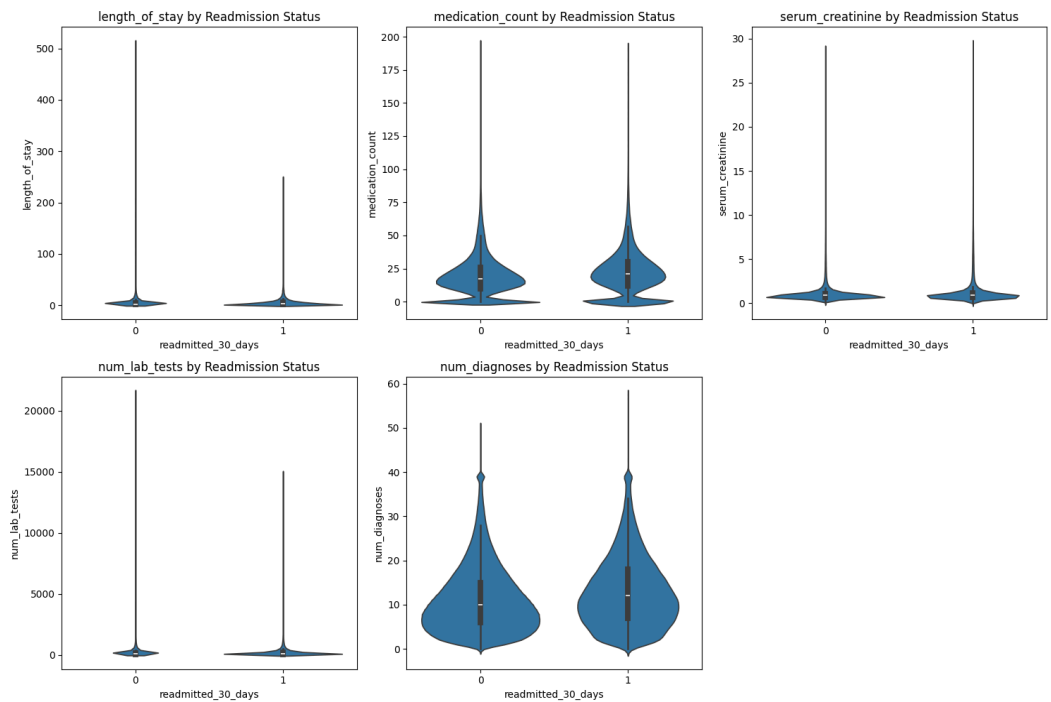 length_of_stay by Readmission Status
500
400
300
200
100
0
length_of_stay
0
1
readmitted_30_days
medication_count by Readmission Status
200
175
150
125
100
75
50
25
0
medication_count
0
1
readmitted_30_days
serum_creatinine by Readmission Status
30
25
20
15
10
5
0
serum_creatinine
0
1
readmitted_30_days
num_lab_tests by Readmission Status
20000
15000
10000
5000
0
num_lab_tests
0
1
readmitted_30_days
num_diagnoses by Readmission Status
60
50
40
30
20
10
0
num_diagnoses
0
1
readmitted_30_days